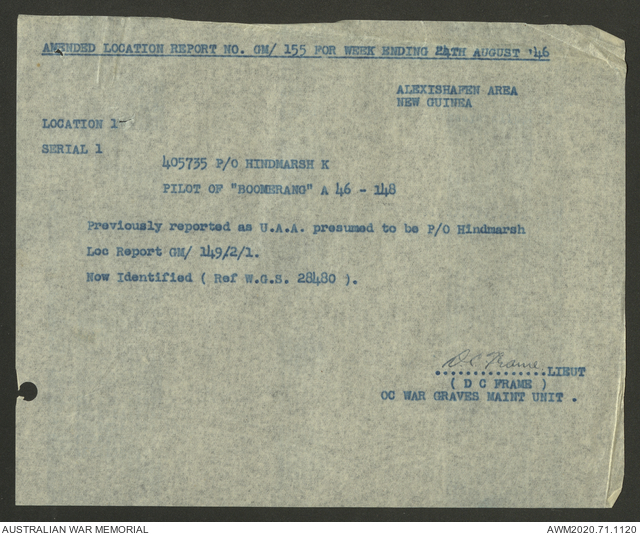 AMENDED LOCATION REPORT NO. GM/ 155 FOR WEEK ENDING 24TH AUGUST '46
ALEXISHAFEN AREA
NEW GUINEA
LOCATION 1
SERIAL 1
405735 P/O HINDMARSH K
PILOT OF "BOOMERANG" A 46 - 148
Previously reported as U.A.A. presumed to be P/O Hindmarsh
Loc Report GM/ 149/2/1.
Now Identified ( Ref W.G.S. 28480 ).
D C Frame
...............LIEUT
( D C FRAME )
OC WAR GRAVES MAINT UNIT .
AUSTRALIAN WAR MEMORIAL
AWM2020.71.1120